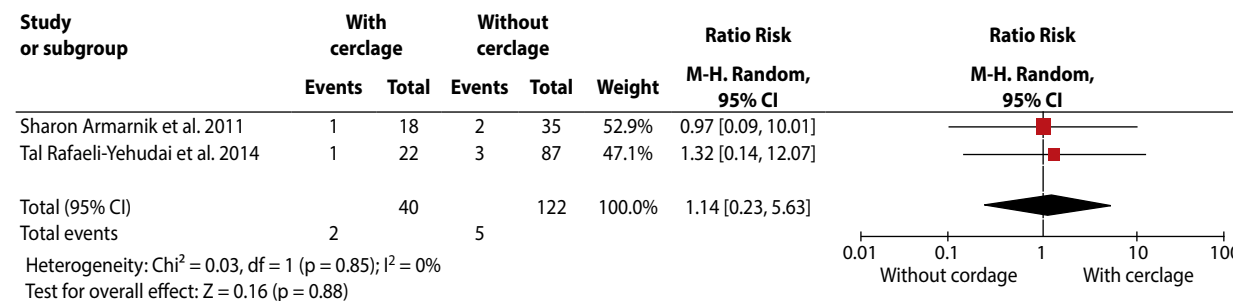 Study or subgroup With cerclage Without cerclage Ratio Risk Ratio Risk
Events Total Events Total Weight M-H. Random, 95% CI M-H. Random, 95% CI
Sharon Armarnik et al. 2011 1 18 2 35 52.9% 0.97 [0.09, 10.01]
Tal Rafaeli-Yehudai et al. 2014 1 22 3 87 47.1% 1.32 [0.14, 12.07]
Total (95% CI) 40 122 100.0% 1.14 [0.23, 5.63]
Total events 2 5
Heterogeneity: Chi² = 0.03, df = 1 (p = 0.85); I² = 0%
Test for overall effect: Z = 0.16 (p = 0.88)
0.01 0.1 1 10 100
Without cordage With cerclage